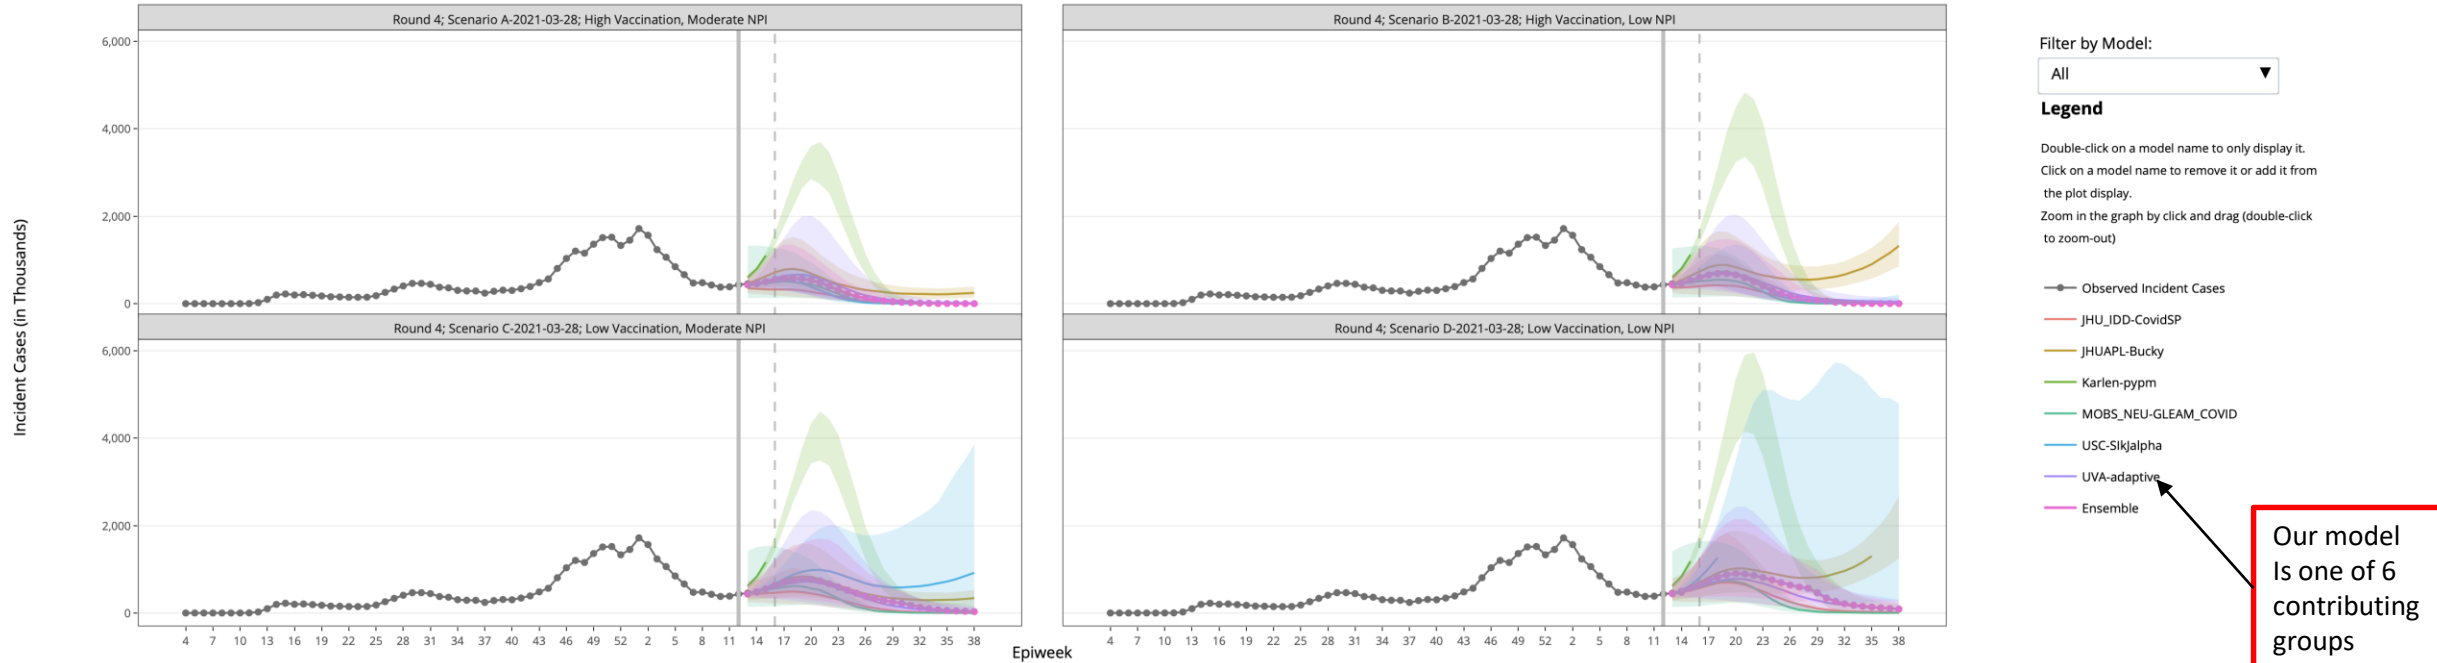 Round 4; Scenario A-2021-03-28; High Vaccination, Moderate NPI
Round 4; Scenario B-2021-03-28; High Vaccination, Low NPI
6,000
4,000
2,000
0
Round 4; Scenario C-2021-03-28; Low Vaccination, Moderate NPI
Round 4; Scenario D-2021-03-28; Low Vaccination, Low NPI
6,000
4,000
2,000
0
Incident Cases (in Thousands)
4 7 10 13 16 19 22 25 28 31 34 37 40 43 46 49 52 2 5 8 11 14 17 20 23 26 29 32 35 38
4 7 10 13 16 19 22 25 28 31 34 37 40 43 46 49 52 2 5 8 11 14 17 20 23 26 29 32 35 38
Epiweek
Filter by Model:
All
Legend
Double-click on a model name to only display it.
Click on a model name to remove it or add it from
the plot display.
Zoom in the graph by click and drag (double-click
to zoom-out)
Observed Incident Cases
JHU_IDD-CovidSP
JHUAPL-Bucky
Karlen-pypm
MOBS_NEU-GLEAM_COVID
USC-SIkJalpha
UVA-adaptive
Ensemble
Our model
Is one of 6
contributing
groups